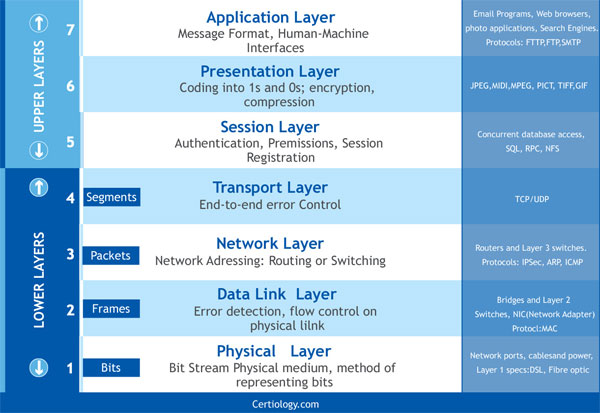 UPPER LAYERS
7
Application Layer
Message Format, Human-Machine
Interfaces
Email Programs, Web browsers,
photo applications, Search Engines.
Protocols: FTTP,FTP,SMTP
6
Presentation Layer
Coding into 1s and 0s; encryption,
compression
JPEG,MIDI,MPEG, PICT, TIFF,GIF
5
Session Layer
Authentication, Premissions, Session
Registration
Concurrent database access,
SQL, RPC, NFS
LOWER LAYERS
4
Segments
Transport Layer
End-to-end error Control
TCP/UDP
3
Packets
Network Layer
Network Adressing: Routing or Switching
Routers and Layer 3 switches.
Protocols: IPSec, ARP, ICMP
2
Frames
Data Link Layer
Error detection, flow control on
physical lilnk
Bridges and Layer 2
Switches, NIC(Network Adapter)
Protocl:MAC
1
Bits
Physical Layer
Bit Stream Physical medium, method of
representing bits
Network ports, cablesand power,
Layer 1 specs:DSL, Fibre optic
Certiology.com